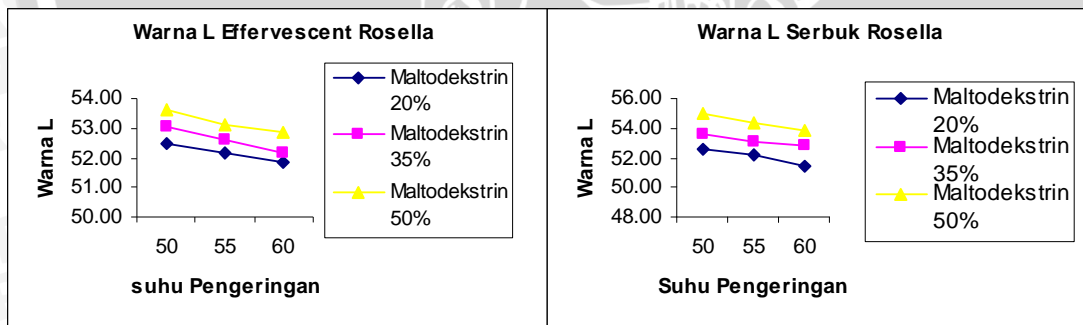 Warna L Effervescent Rosella
54.00
53.00
52.00
51.00
50.00
Warna L
50 55 60
suhu Pengeringan
Maltodekstrin
20%
Maltodekstrin
35%
Maltodekstrin
50%
Warna L Serbuk Rosella
56.00
54.00
52.00
50.00
48.00
Warna L
50 55 60
Suhu Pengeringan
Maltodekstrin
20%
Maltodekstrin
35%
Maltodekstrin
50%